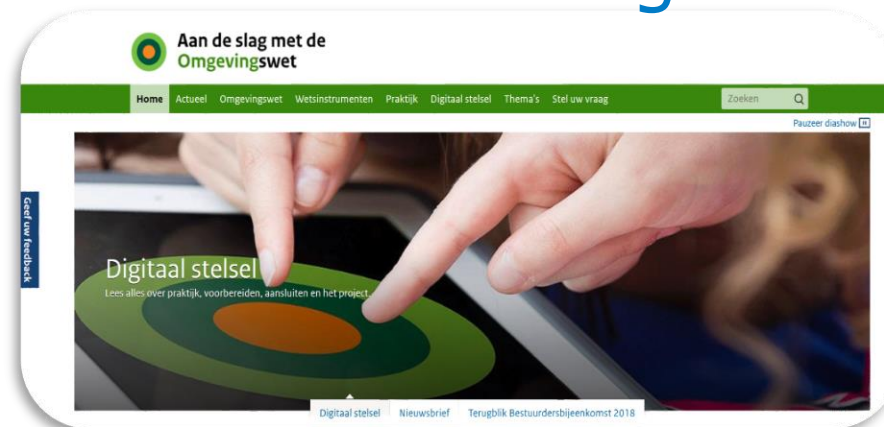 g
Aan de slag met de
Omgevingswet
Home Actueel Omgevingswet Wetsinstrumenten Praktijk Digitaal stelsel Thema's Stel uw vraag Zoeken
Pauzeer diashow
Geef uw feedback
Digitaal stelsel
Lees alles over praktijk, voorbereiden, aansluiten en het project.
Digitaal stelsel Nieuwsbrief Terugblik Bestuurdersbijeenkomst 2018